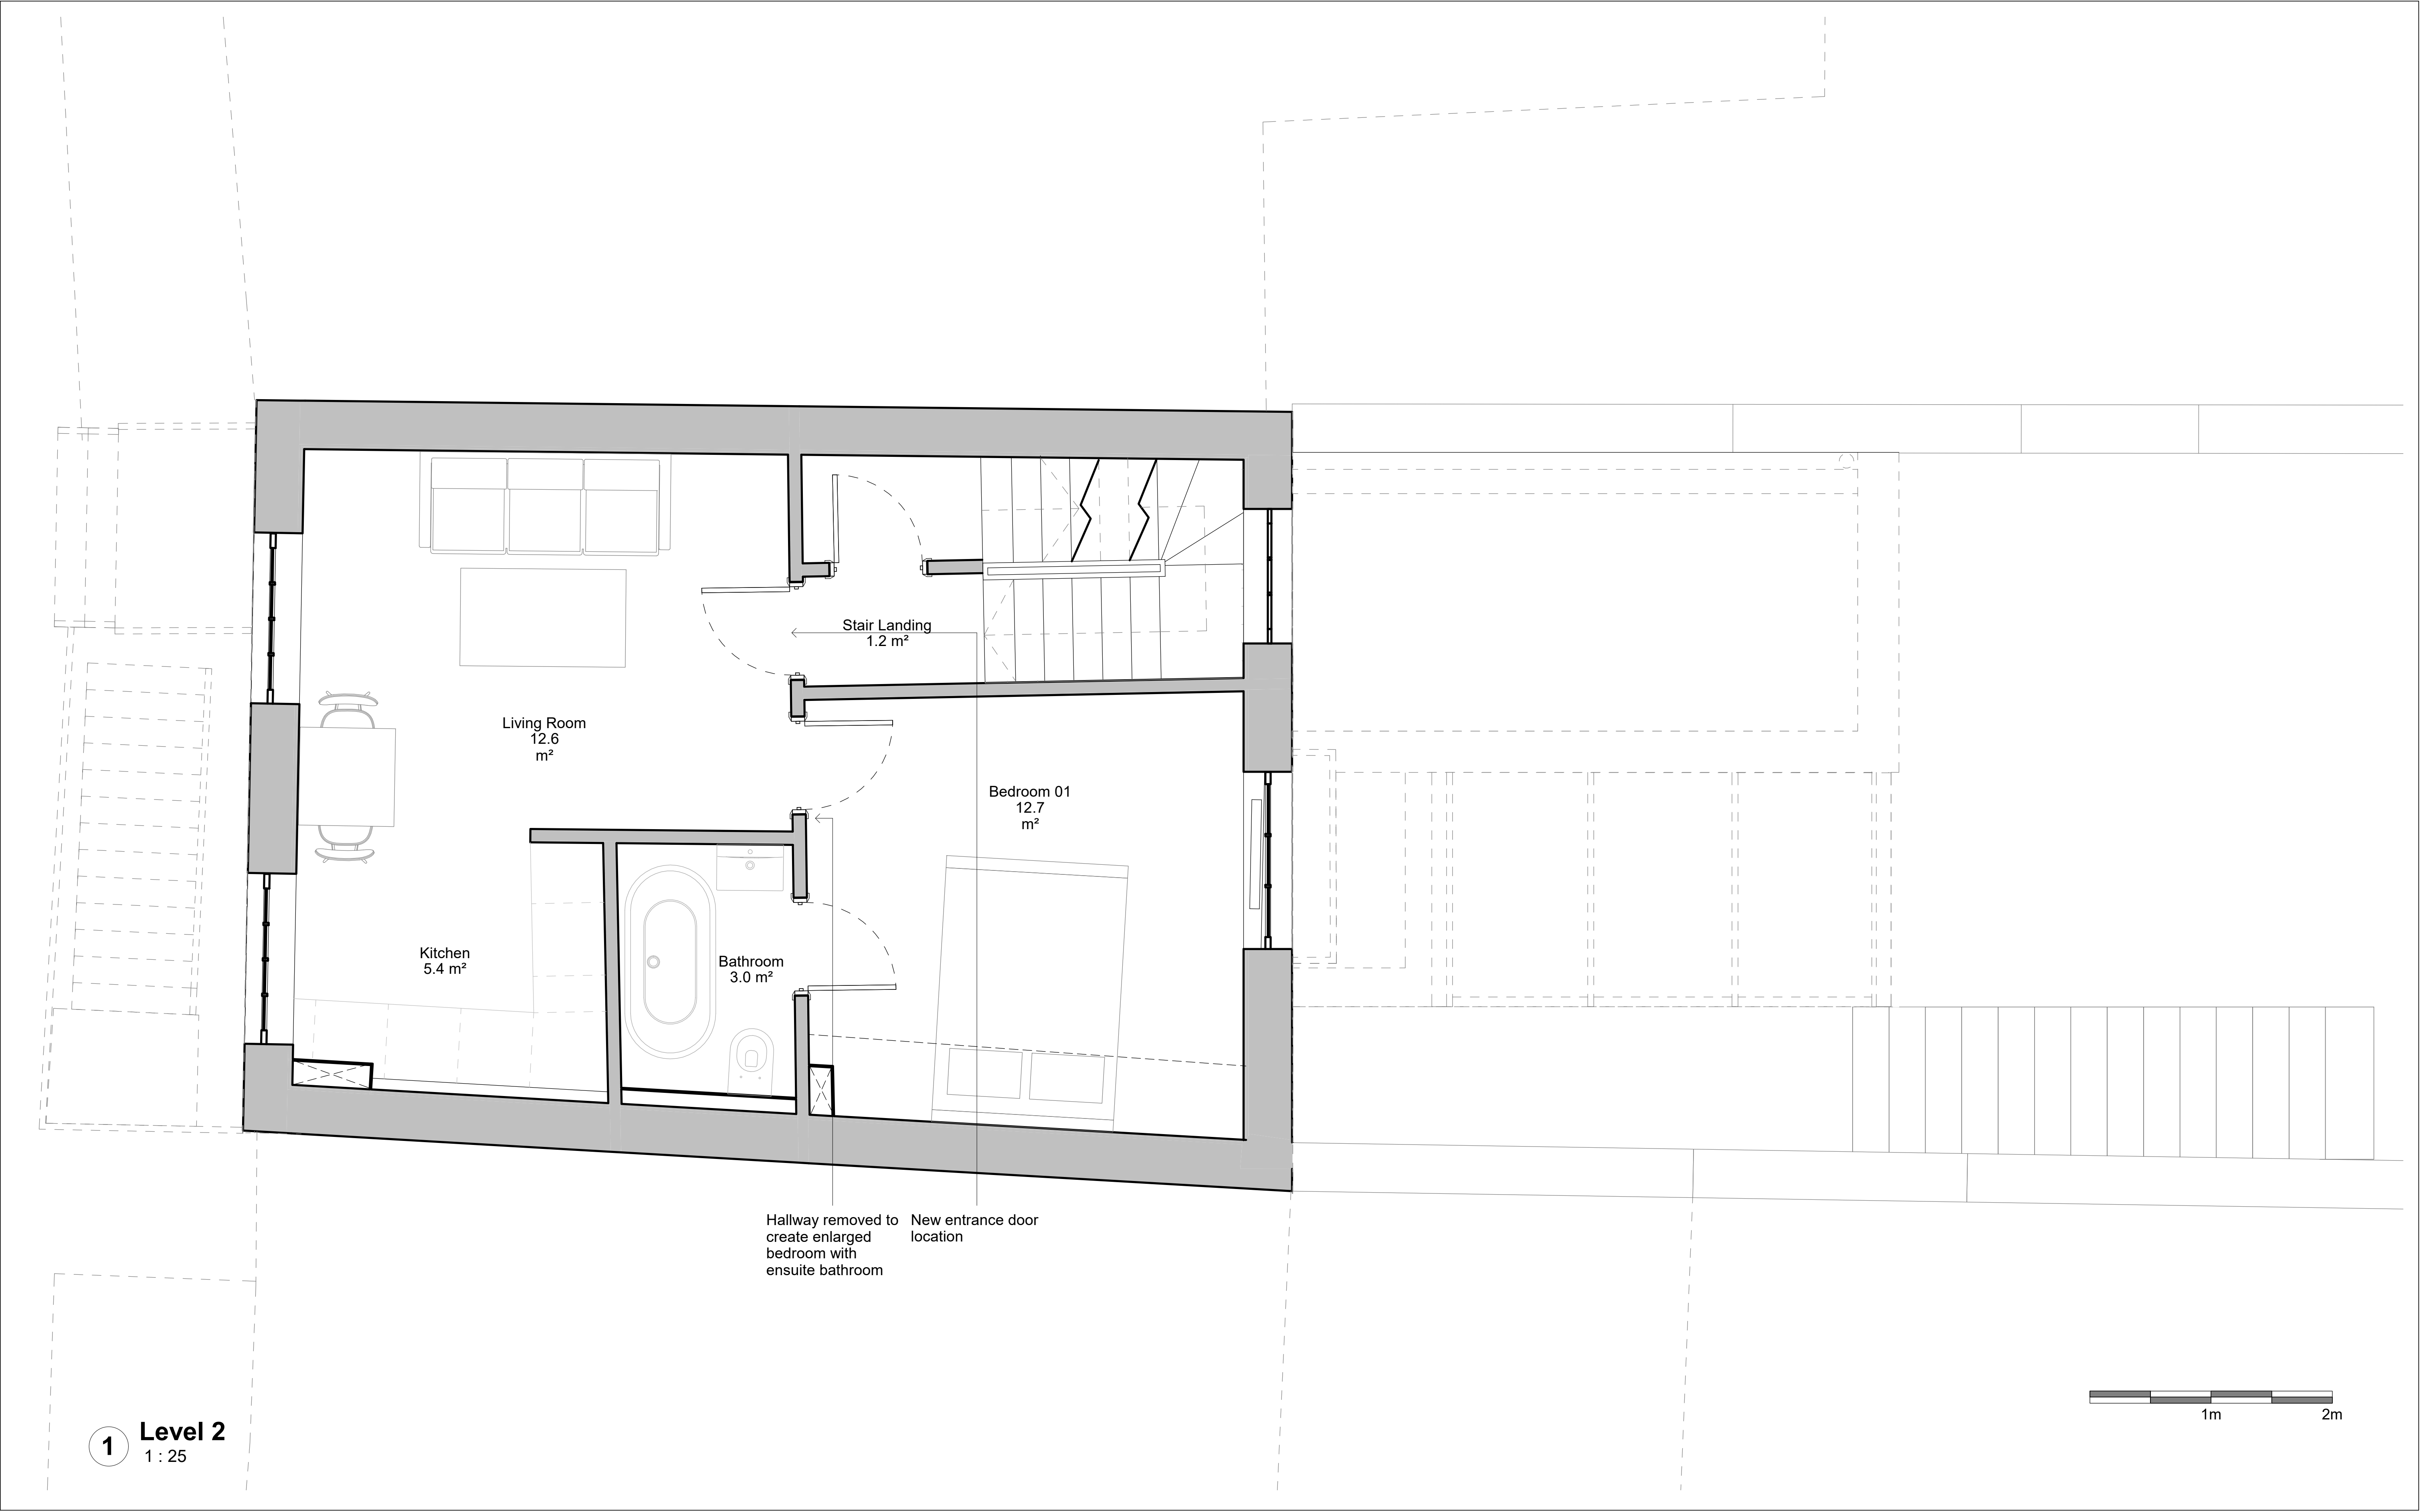 Stair Landing
1.2 m²
Living Room
12.6
m²
Bedroom 01
12.7
m²
Kitchen
5.4 m²
Bathroom
3.0 m²
Hallway removed to
create enlarged
bedroom with
ensuite bathroom
New entrance door
location
1
Level 2
1 : 25
1m
2m